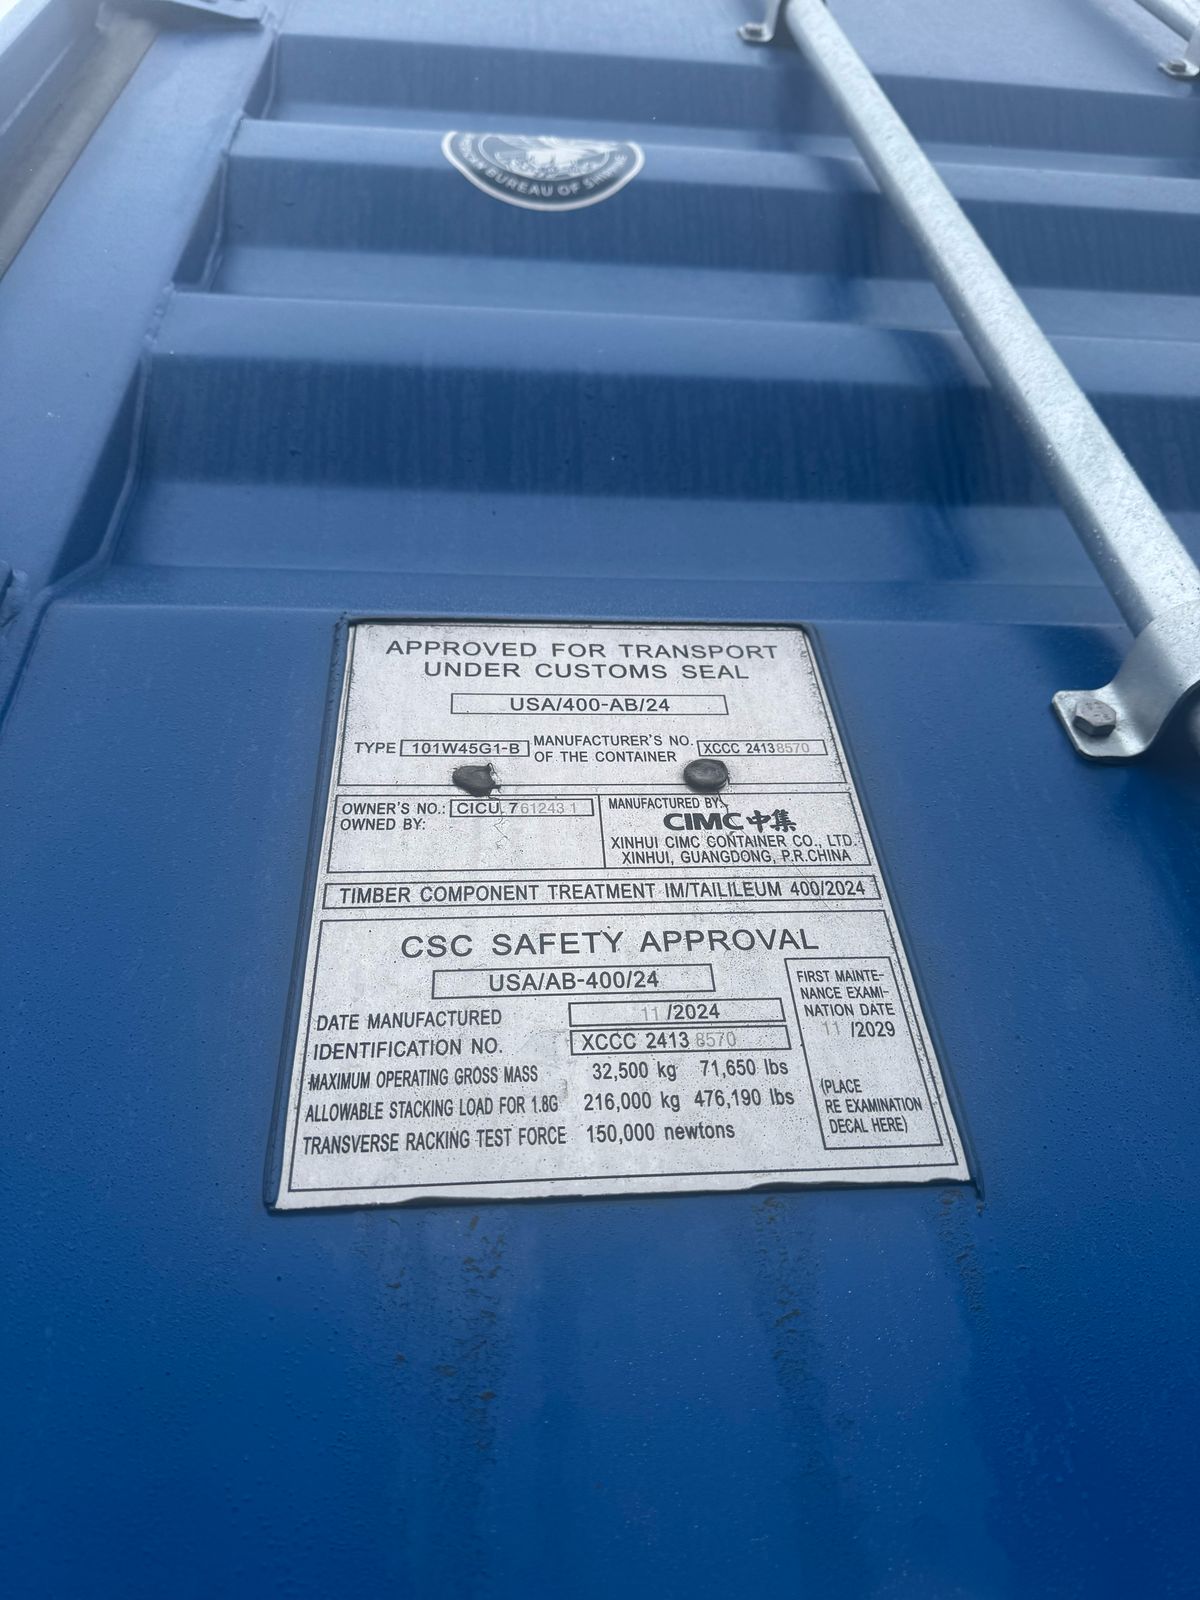 BUREAU OF SHIPPING
APPROVED FOR TRANSPORT
UNDER CUSTOMS SEAL
USA/400-AB/24
TYPE 101W45G1-B MANUFACTURER'S NO. OF THE CONTAINER XCCC 24138570
OWNER'S NO.: CICU 7612431
OWNED BY:
MANUFACTURED BY:
CIMC 中集
XINHUI CIMC CONTAINER CO., LTD.
XINHUI, GUANGDONG, P.R.CHINA
TIMBER COMPONENT TREATMENT IM/TAILILEUM 400/2024
CSC SAFETY APPROVAL
USA/AB-400/24
DATE MANUFACTURED 11 /2024
IDENTIFICATION NO. XCCC 2413 8570
MAXIMUM OPERATING GROSS MASS 32,500 kg 71,650 lbs
ALLOWABLE STACKING LOAD FOR 1.8G 216,000 kg 476,190 lbs
TRANSVERSE RACKING TEST FORCE 150,000 newtons
FIRST MAINTE-
NANCE EXAMI-
NATION DATE
11 /2029
(PLACE
RE EXAMINATION
DECAL HERE)